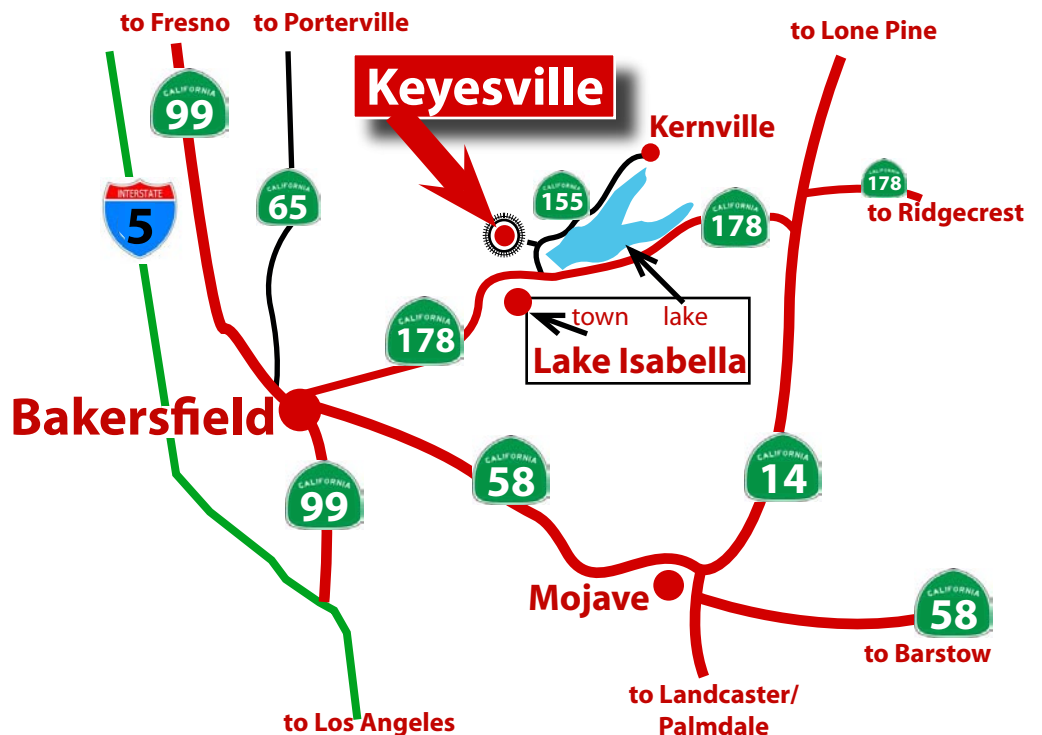 to Fresno
to Porterville
to Lone Pine
Keyesville
CALIFORNIA
99
Kernville
INTERSTATE
5
CALIFORNIA
65
CALIFORNIA
155
CALIFORNIA
178
CALIFORNIA
178
to Ridgecrest
CALIFORNIA
178
town
lake
Lake Isabella
Bakersfield
CALIFORNIA
99
CALIFORNIA
58
CALIFORNIA
14
Mojave
CALIFORNIA
58
to Barstow
to Landcaster/
Palmdale
to Los Angeles